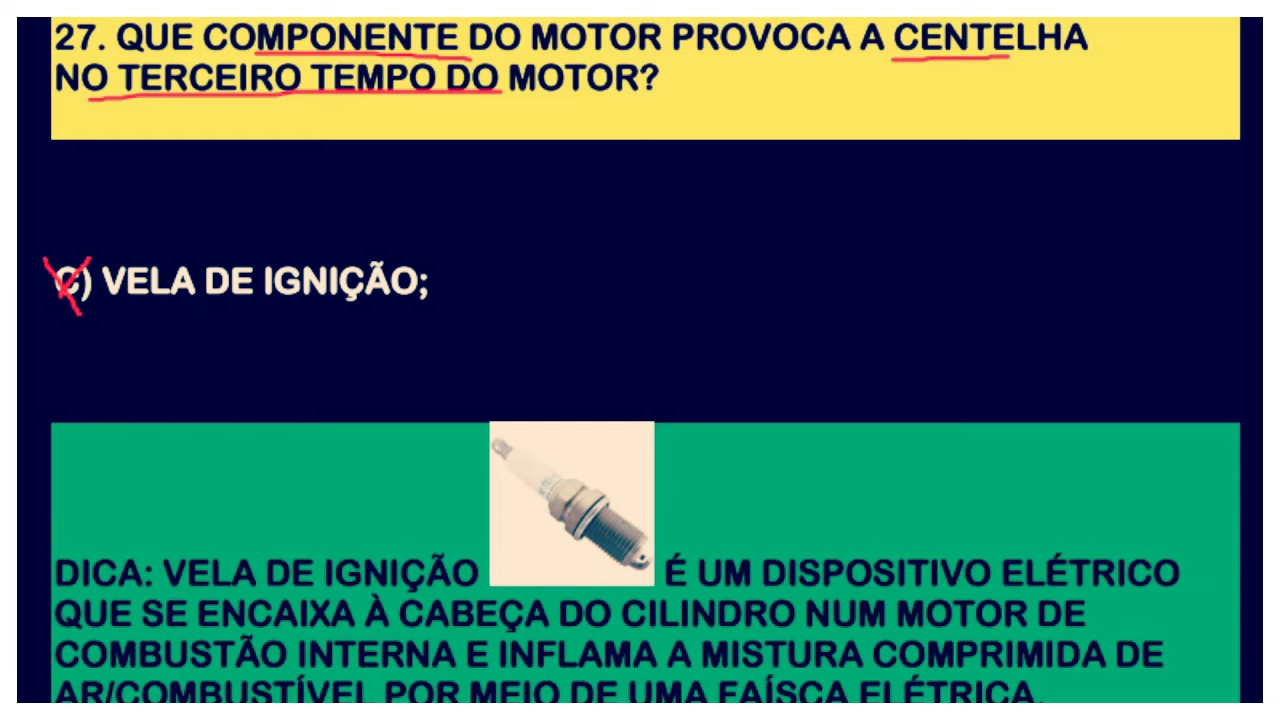 27. QUE COMPONENTE DO MOTOR PROVOCA A CENTELHA
NO TERCEIRO TEMPO DO MOTOR?
C) VELA DE IGNIÇÃO;
DICA: VELA DE IGNIÇÃO É UM DISPOSITIVO ELÉTRICO
QUE SE ENCAIXA À CABEÇA DO CILINDRO NUM MOTOR DE
COMBUSTÃO INTERNA E INFLAMA A MISTURA COMPRIMIDA DE
AR/COMBUSTÍVEL POR MEIO DE UMA FAÍSCA ELÉTRICA.